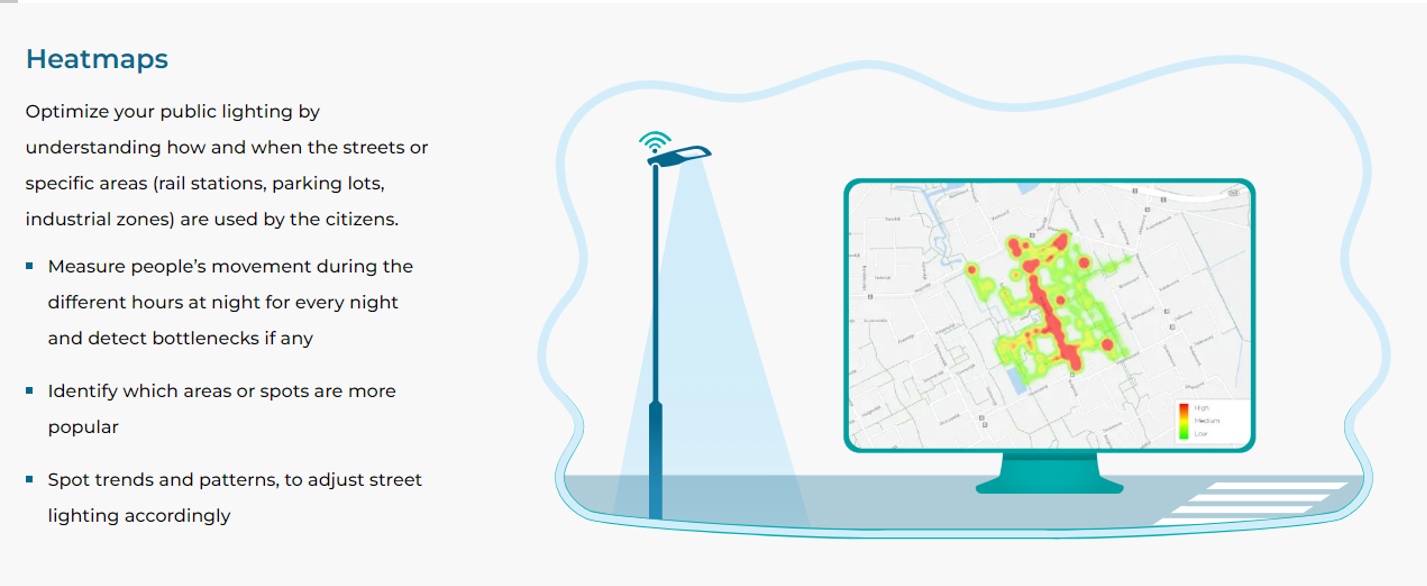 Heatmaps
Optimize your public lighting by
understanding how and when the streets or
specific areas (rail stations, parking lots,
industrial zones) are used by the citizens.
Measure people’s movement during the
different hours at night for every night
and detect bottlenecks if any
Identify which areas or spots are more
popular
Spot trends and patterns, to adjust street
lighting accordingly
High
Medium
Low